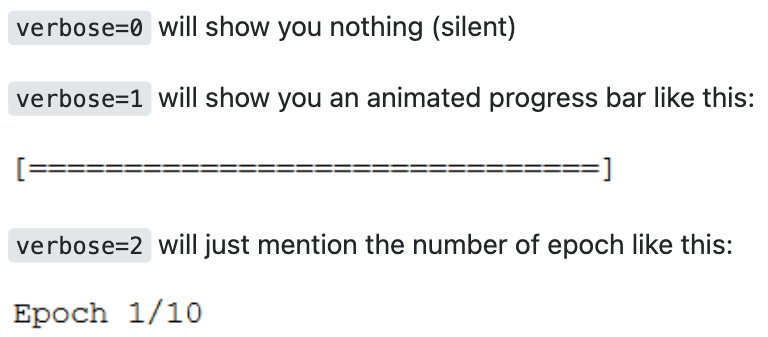 verbose=0 will show you nothing (silent)
verbose=1 will show you an animated progress bar like this:
[==============================]
verbose=2 will just mention the number of epoch like this:
Epoch 1/10